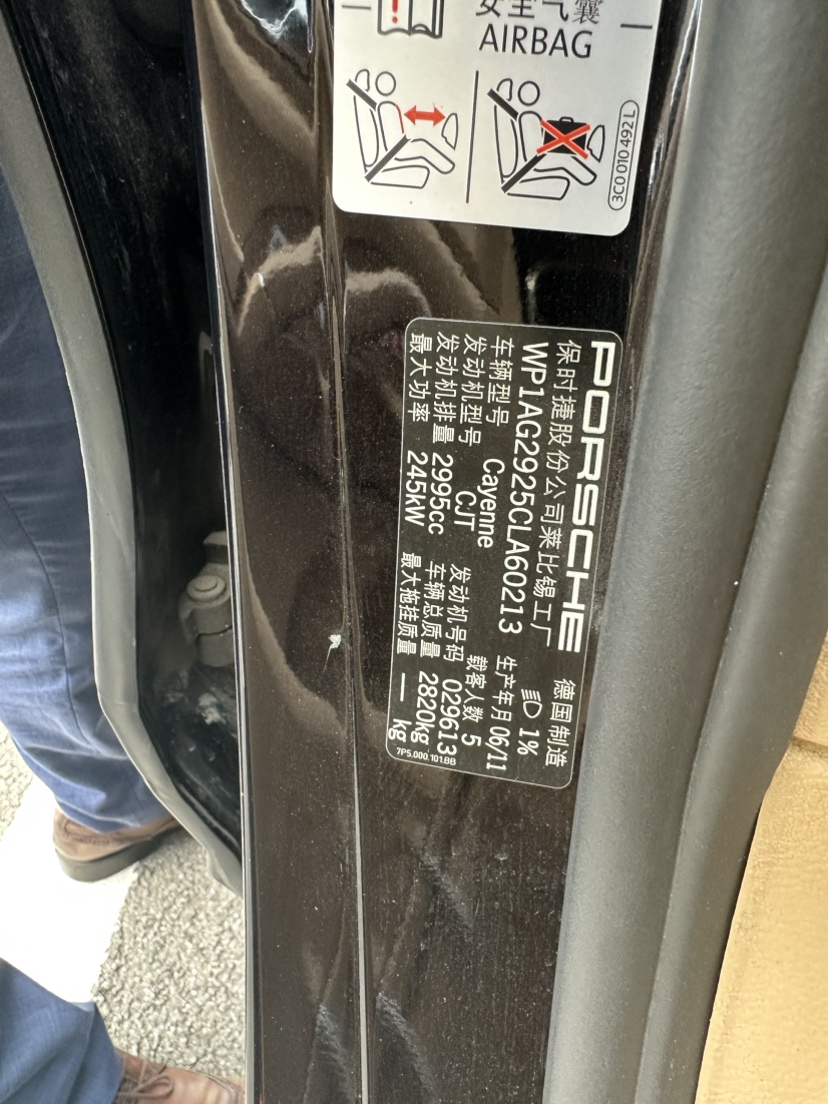 安全气囊
AIRBAG
3C0 010 492 L
PORSCHE
保时捷股份公司莱比锡工厂 德国制造
WP1AG2925CLA60213 1%
车辆型号 Cayenne 生产年月 06/11
发动机型号 CJT 载客人数 5
发动机排量 2995cc 发动机号码 029613
最大功率 245kW 车辆总质量 2820kg
最大拖挂质量 — kg
7P5.000.101.BB